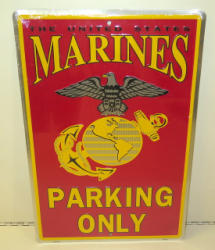 THE UNITED STATES
MARINES
PARKING
ONLY